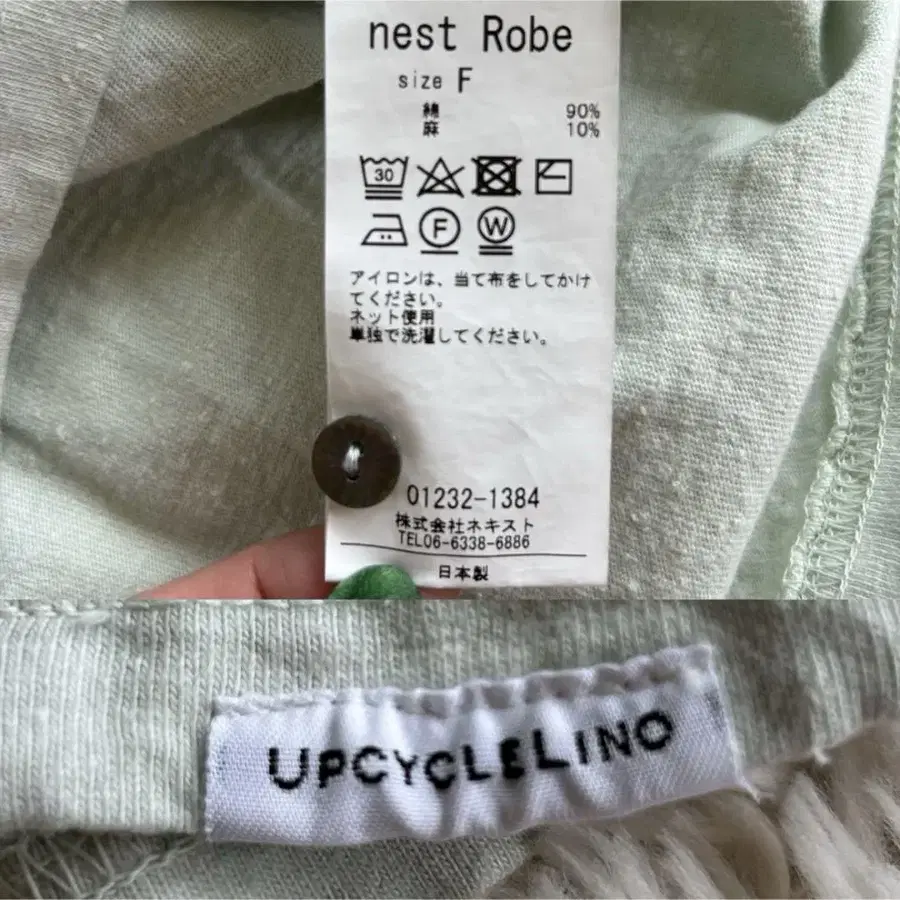 nest Robe
size F
綿 90%
麻 10%
30
F W
アイロンは、当て布をしてかけ
てください。
ネット使用
単独で洗濯してください。
01232-1384
株式会社ネキスト
TEL06-6338-6886
日本製
UPCYCLELINO